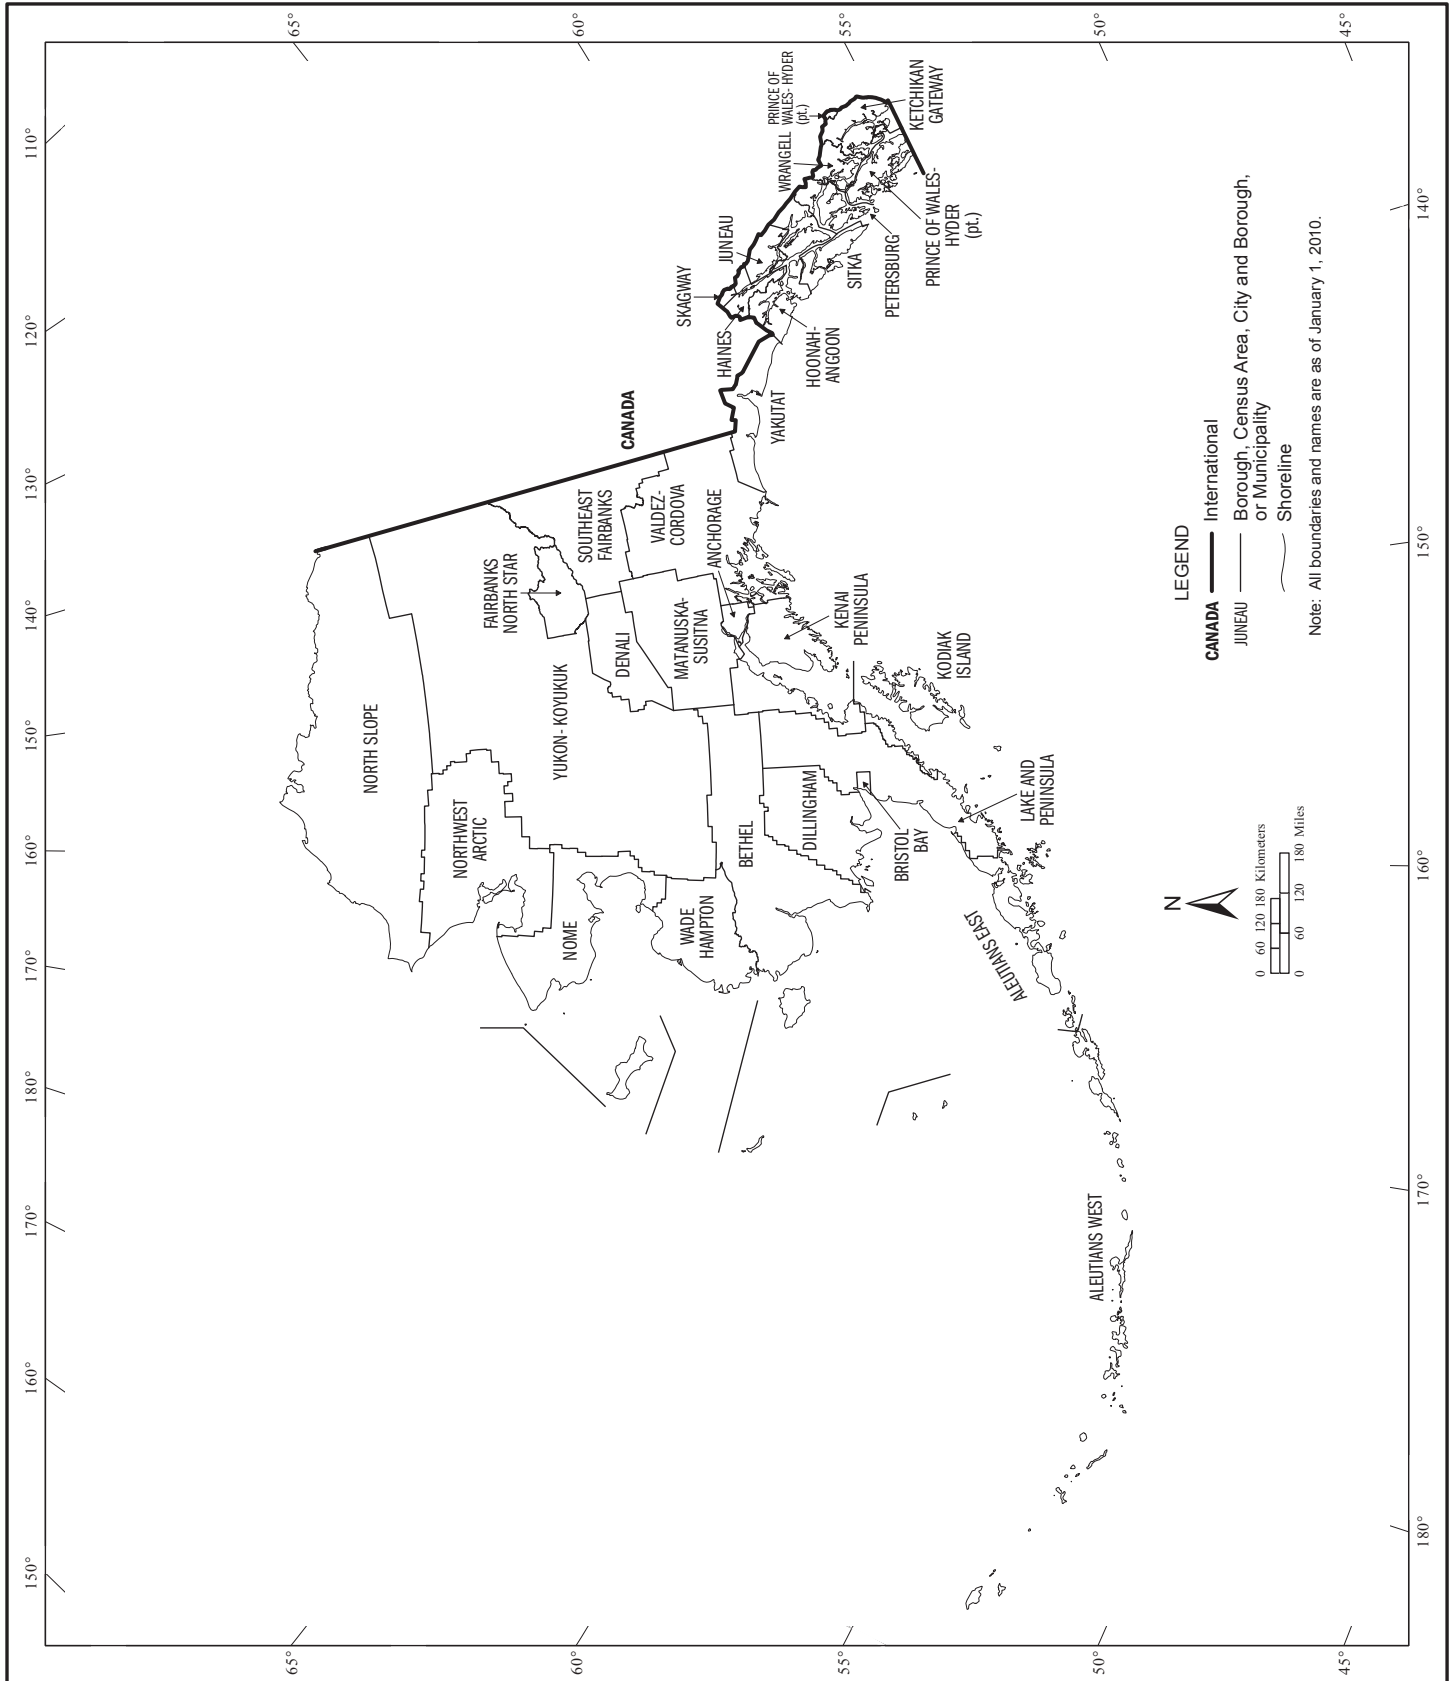 65°
60°
55°
50°
45°
110°
120°
130°
140°
150°
160°
170°
180°
170°
160°
150°
140°
150°
160°
170°
180°
65°
60°
55°
50°
45°
CANADA
NORTH SLOPE
NORTHWEST
ARCTIC
NOME
YUKON - KOYUKUK
FAIRBANKS
NORTH STAR
SOUTHEAST
FAIRBANKS
DENALI
MATANUSKA-
SUSITNA
VALDEZ-
CORDOVA
ANCHORAGE
WADE
HAMPTON
BETHEL
DILLINGHAM
BRISTOL
BAY
KENAI
PENINSULA
KODIAK
ISLAND
LAKE AND
PENINSULA
ALEUTIANS EAST
ALEUTIANS WEST
YAKUTAT
SKAGWAY
HAINES
HOONAH-
ANGOON
JUNEAU
SITKA
PETERSBURG
WRANGELL
PRINCE OF WALES-
HYDER
(pt.)
PRINCE OF
WALES- HYDER
(pt.)
KETCHIKAN
GATEWAY
LEGEND
CANADA International
JUNEAU Borough, Census Area, City and Borough,
or Municipality
Shoreline
Note: All boundaries and names are as of January 1, 2010.
N
0 60 120 180 Kilometers
0 60 120 180 Miles